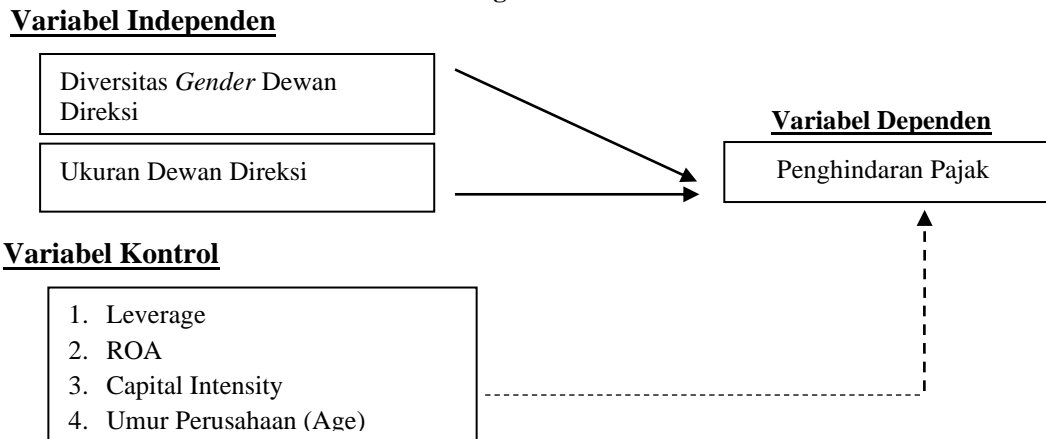 Variabel Independen
Diversitas Gender Dewan
Direksi
Variabel Dependen
Ukuran Dewan Direksi
Penghindaran Pajak
Variabel Kontrol
1. Leverage
2. ROA
3. Capital Intensity
4. Umur Perusahaan (Age)